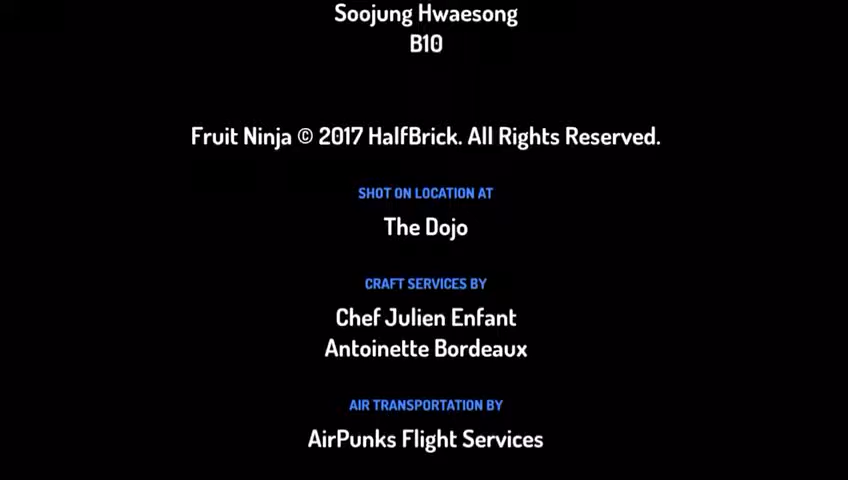 Soojung Hwaesong
B10
Fruit Ninja © 2017 HalfBrick. All Rights Reserved.
SHOT ON LOCATION AT
The Dojo
CRAFT SERVICES BY
Chef Julien Enfant
Antoinette Bordeaux
AIR TRANSPORTATION BY
AirPunks Flight Services